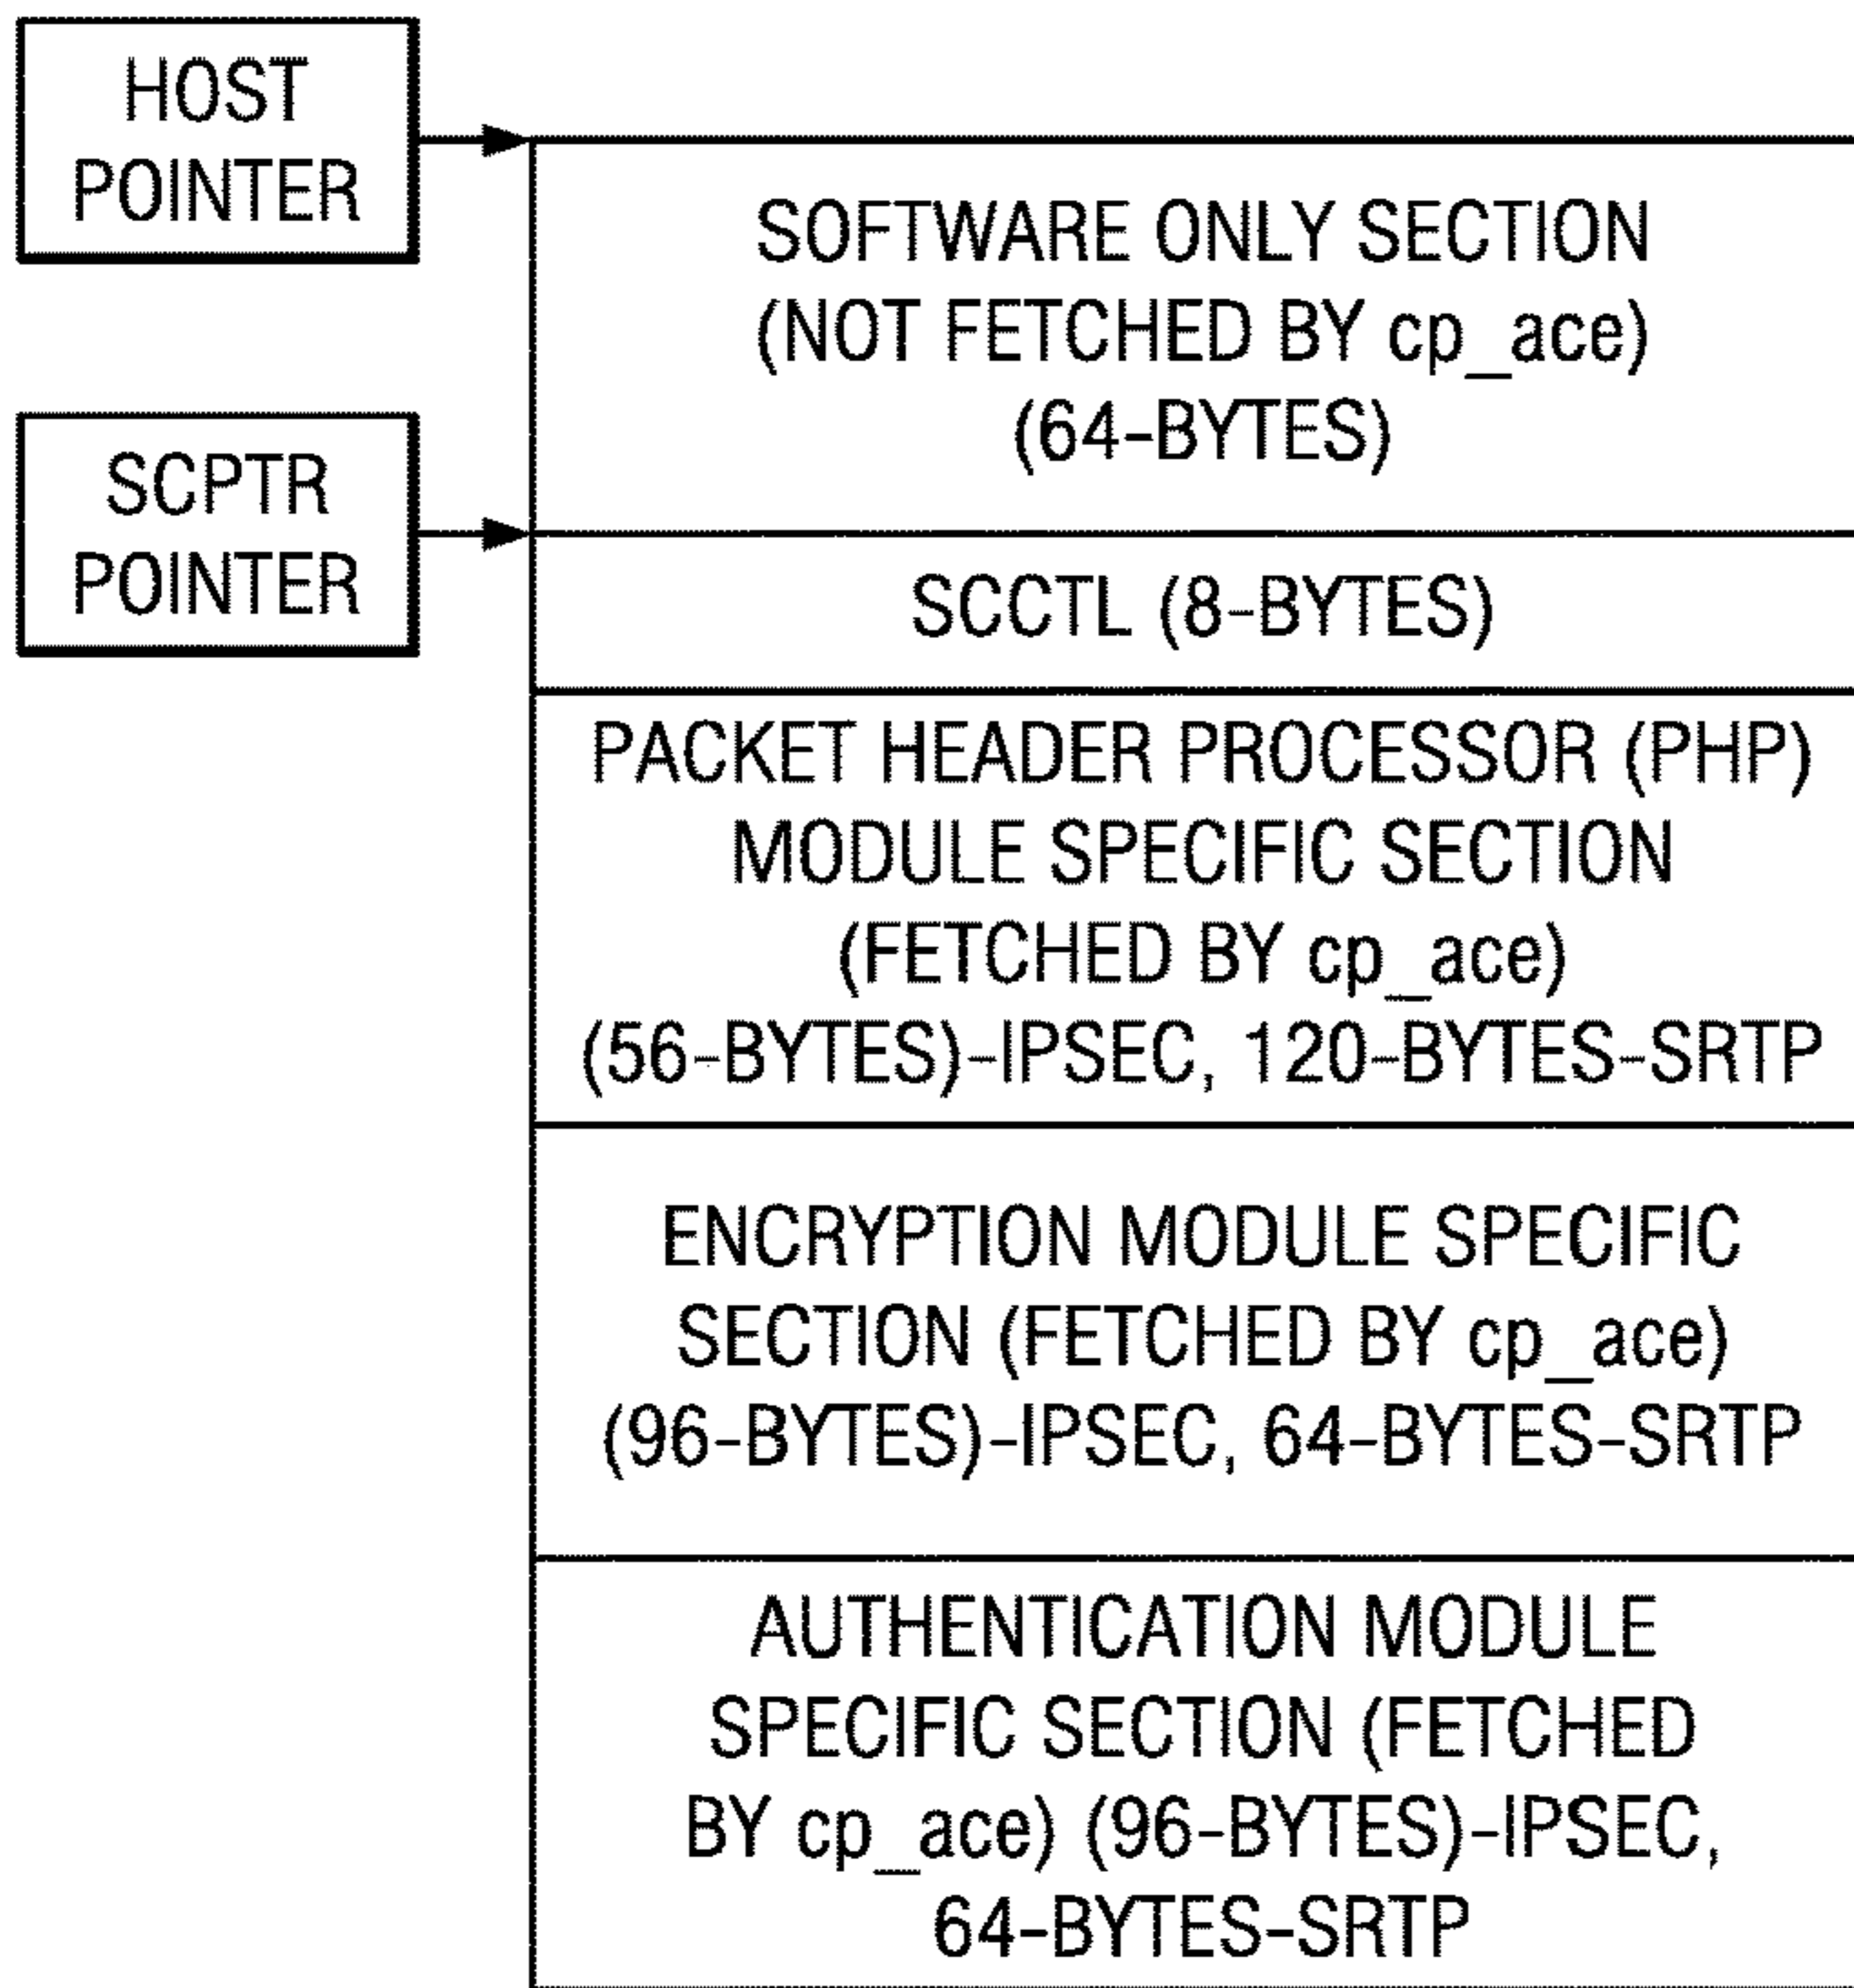 HOST
POINTER
SOFTWARE ONLY SECTION
(NOT FETCHED BY cp_ace)
(64-BYTES)
SCPTR
POINTER
SCCTL (8-BYTES)
PACKET HEADER PROCESSOR (PHP)
MODULE SPECIFIC SECTION
(FETCHED BY cp_ace)
(56-BYTES)-IPSEC, 120-BYTES-SRTP
ENCRYPTION MODULE SPECIFIC
SECTION (FETCHED BY cp_ace)
(96-BYTES)-IPSEC, 64-BYTES-SRTP
AUTHENTICATION MODULE
SPECIFIC SECTION (FETCHED
BY cp_ace) (96-BYTES)-IPSEC,
64-BYTES-SRTP